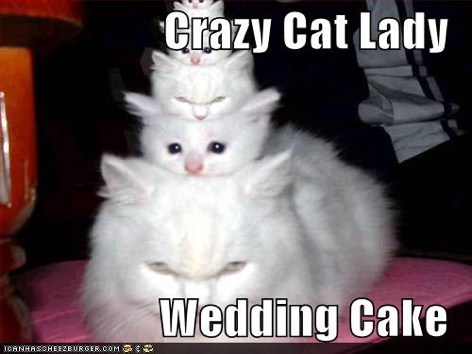 Crazy Cat Lady
Wedding Cake
ICANHASCHEEZBURGER.COM